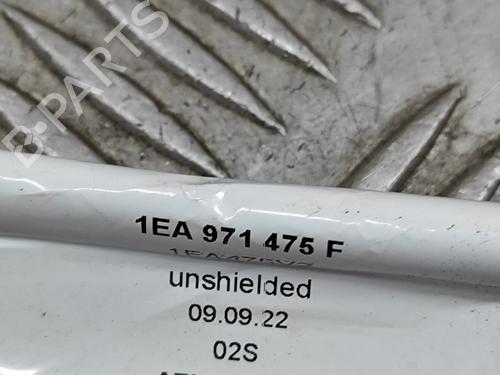 1EA 971 475 F
unshielded
09.09.22
02S
B-PARTS